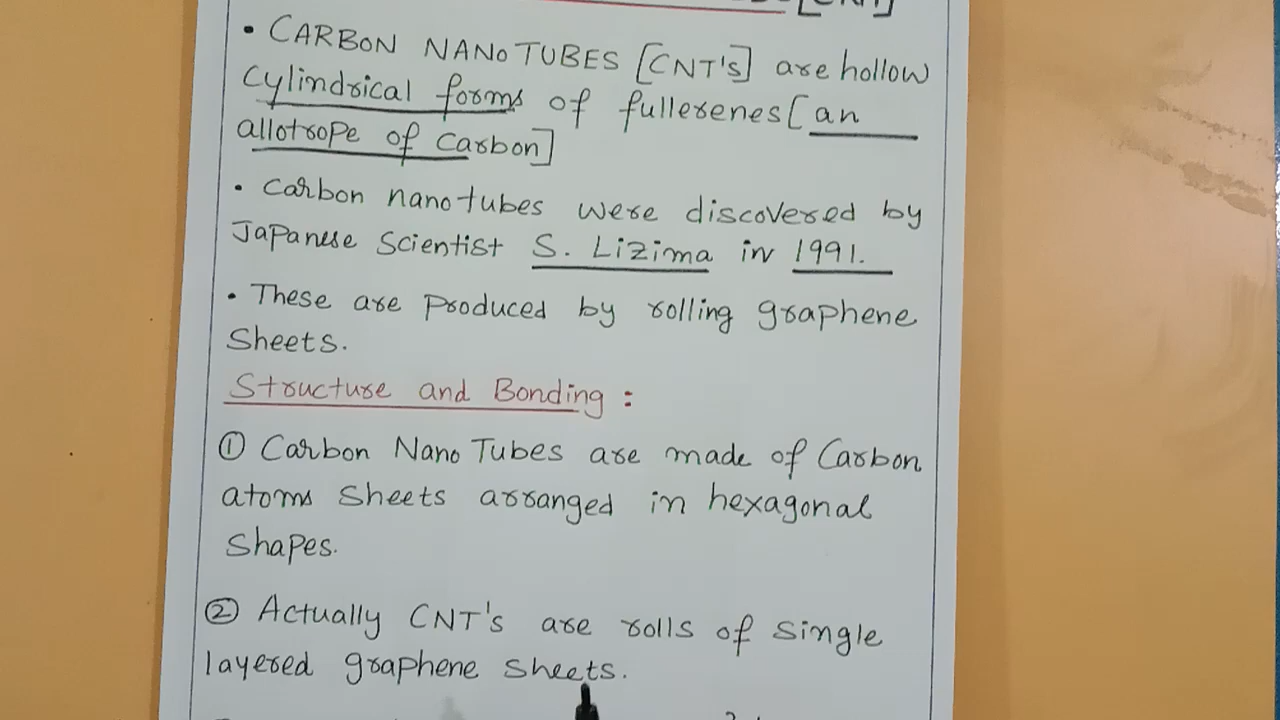 • CARBON NANOTUBES [CNT's] are hollow
cylindrical forms of fullerenes [an
allotrope of carbon]
• Carbon nanotubes were discovered by
Japanese Scientist S. Lizima in 1991.
• These are produced by rolling graphene
Sheets.
Structure and Bonding :
① Carbon Nano Tubes are made of Carbon
atoms Sheets arranged in hexagonal
Shapes.
② Actually CNT's are rolls of single
layered graphene sheets.